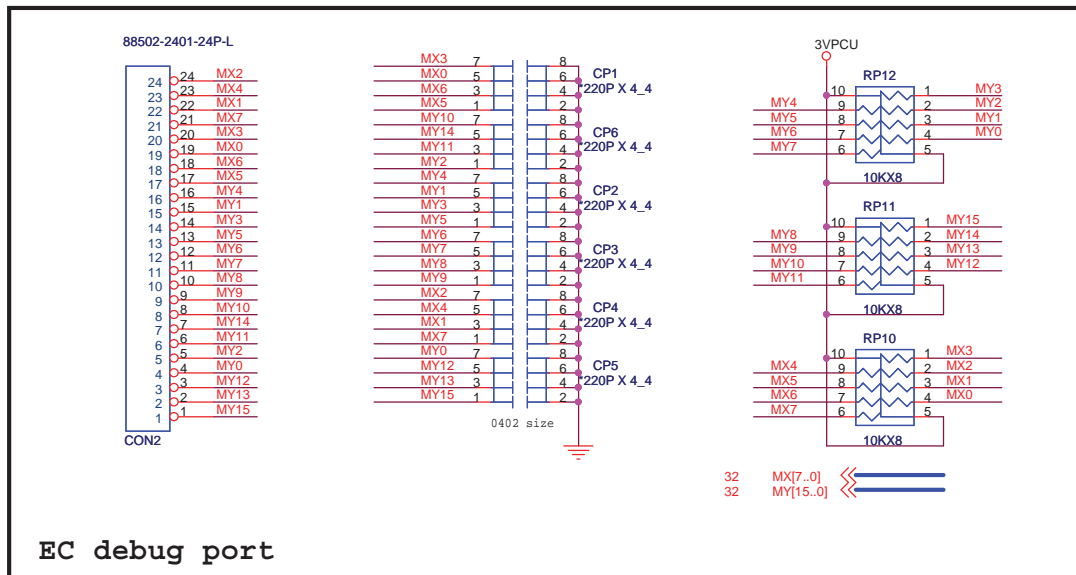 88502-2401-24P-L
24 24 MX2
23 23 MX4
22 22 MX1
21 21 MX7
20 20 MX3
19 19 MX0
18 18 MX6
17 17 MX5
16 16 MY4
15 15 MY1
14 14 MY3
13 13 MY5
12 12 MY6
11 11 MY7
10 10 MY8
9 9 MY9
8 8 MY10
7 7 MY14
6 6 MY11
5 5 MY2
4 4 MY0
3 3 MY12
2 2 MY13
1 1 MY15
CON2
MX3 7 8
MX0 5 6 CP1
MX6 3 4 *220P X 4_4
MX5 1 2
MY10 7 8
MY14 5 6 CP6
MY11 3 4 *220P X 4_4
MY2 1 2
MY4 7 8
MY1 5 6 CP2
MY3 3 4 *220P X 4_4
MY5 1 2
MY6 7 8
MY7 5 6 CP3
MY8 3 4 *220P X 4_4
MY9 1 2
MX2 7 8
MX4 5 6 CP4
MX1 3 4 *220P X 4_4
MX7 1 2
MY0 7 8
MY12 5 6 CP5
MY13 3 4 *220P X 4_4
MY15 1 2
0402 size
3VPCU
RP12
10 1 MY3
MY4 9 2 MY2
MY5 8 3 MY1
MY6 7 4 MY0
MY7 6 5
10KX8
RP11
10 1 MY15
MY8 9 2 MY14
MY9 8 3 MY13
MY10 7 4 MY12
MY11 6 5
10KX8
RP10
10 1 MX3
MX4 9 2 MX2
MX5 8 3 MX1
MX6 7 4 MX0
MX7 6 5
10KX8
32 MX[7..0]
32 MY[15..0]
EC debug port